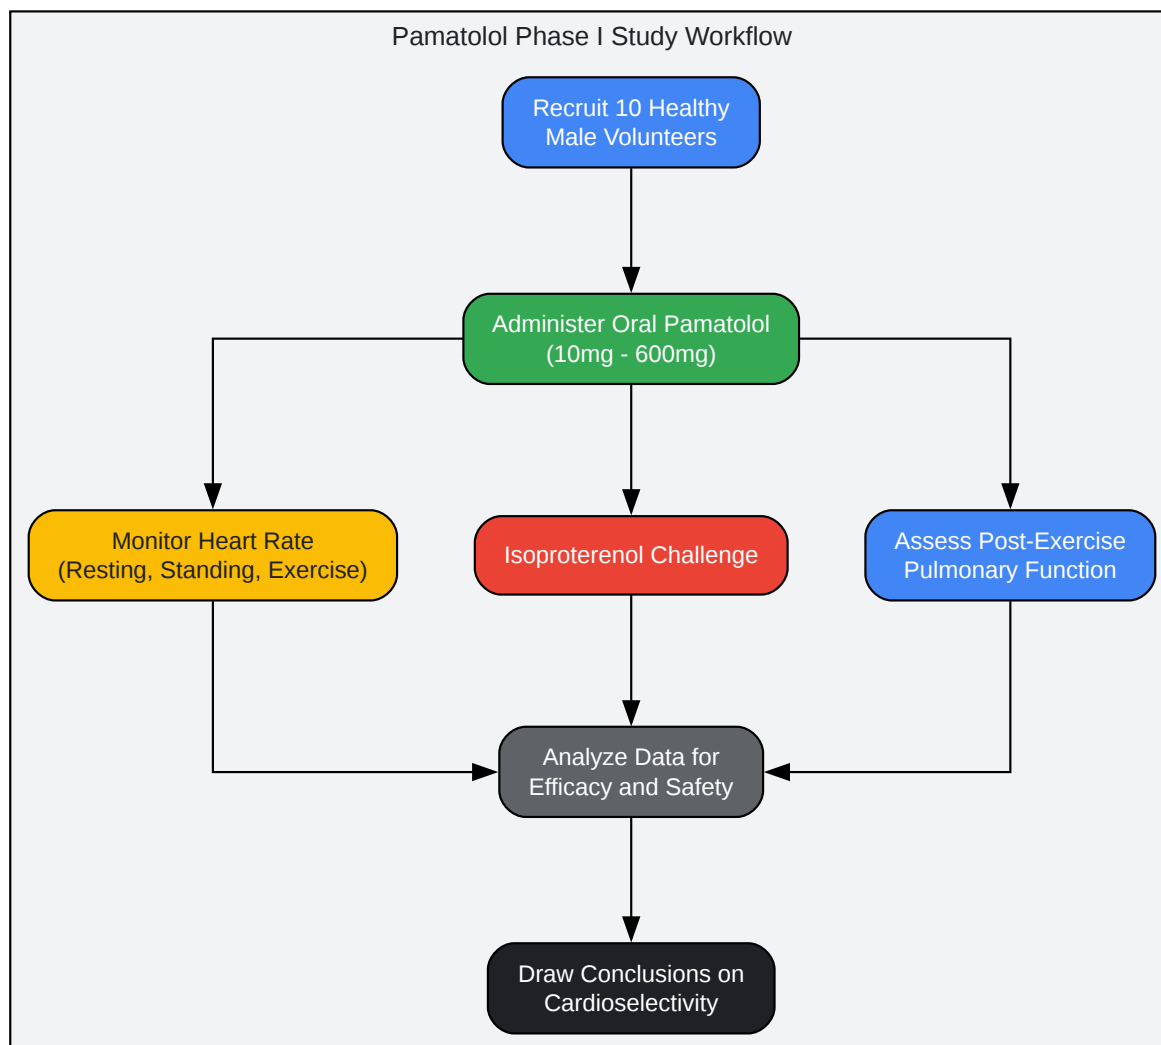 Pamatolol Phase I Study Workflow
Recruit 10 Healthy
Male Volunteers
Administer Oral Pamatolol
(10mg - 600mg)
Monitor Heart Rate
(Resting, Standing, Exercise)
Isoproterenol Challenge
Assess Post-Exercise
Pulmonary Function
Analyze Data for
Efficacy and Safety
Draw Conclusions on
Cardioselectivity